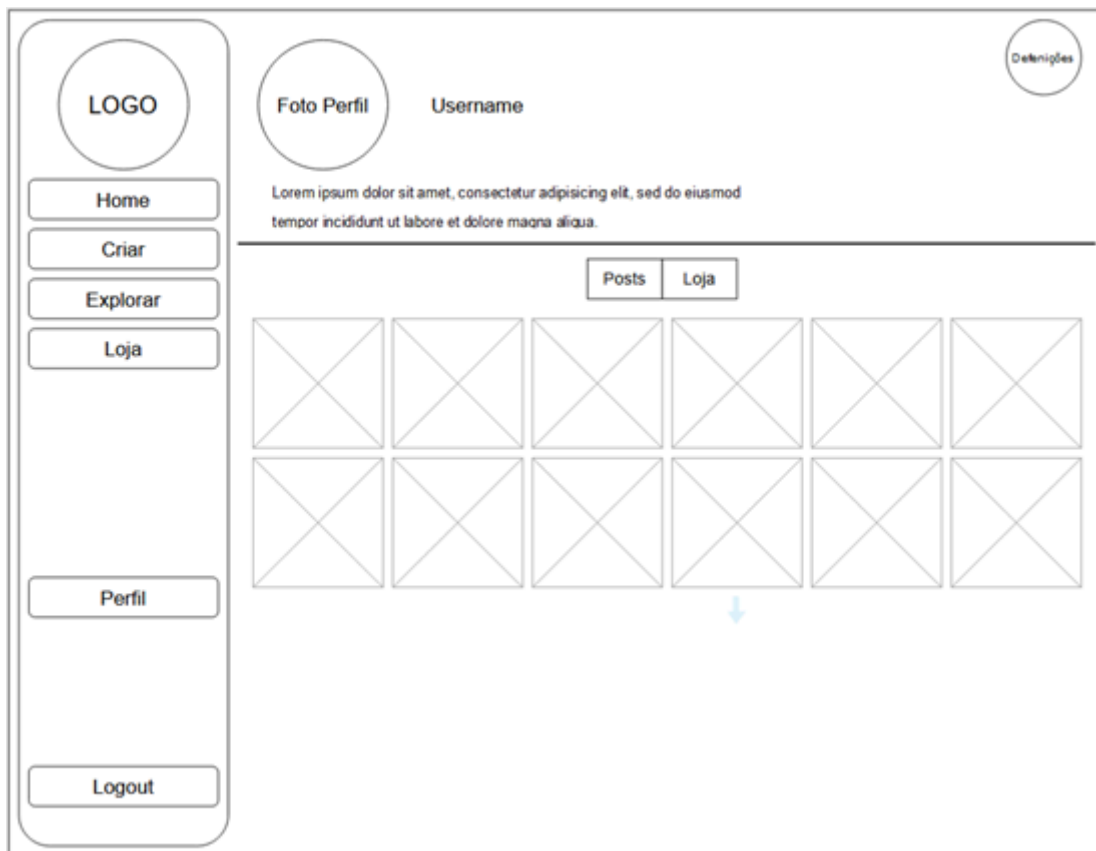 LOGO
Home
Criar
Explorar
Loja
Perfil
Logout
Foto Perfil
Username
Defenições
Lorem ipsum dolor sit amet, consectetur adipisicing elit, sed do eiusmod
tempor incididunt ut labore et dolore magna aliqua.
Posts
Loja